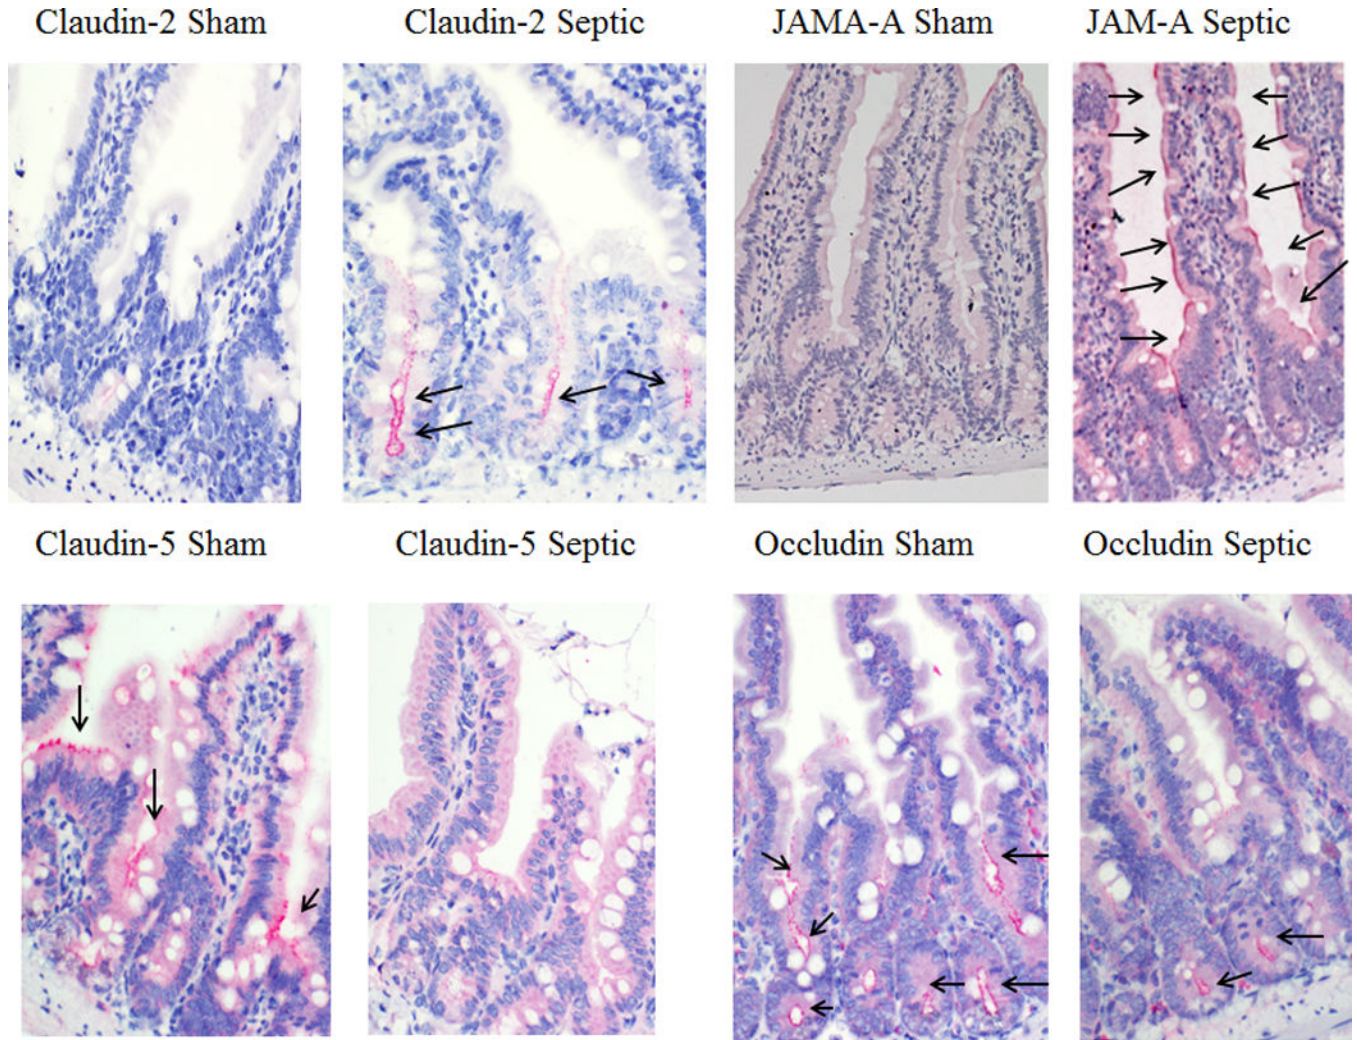 Claudin-2 Sham
Claudin-2 Septic
JAMA-A Sham
JAM-A Septic
Claudin-5 Sham
Claudin-5 Septic
Occludin Sham
Occludin Septic